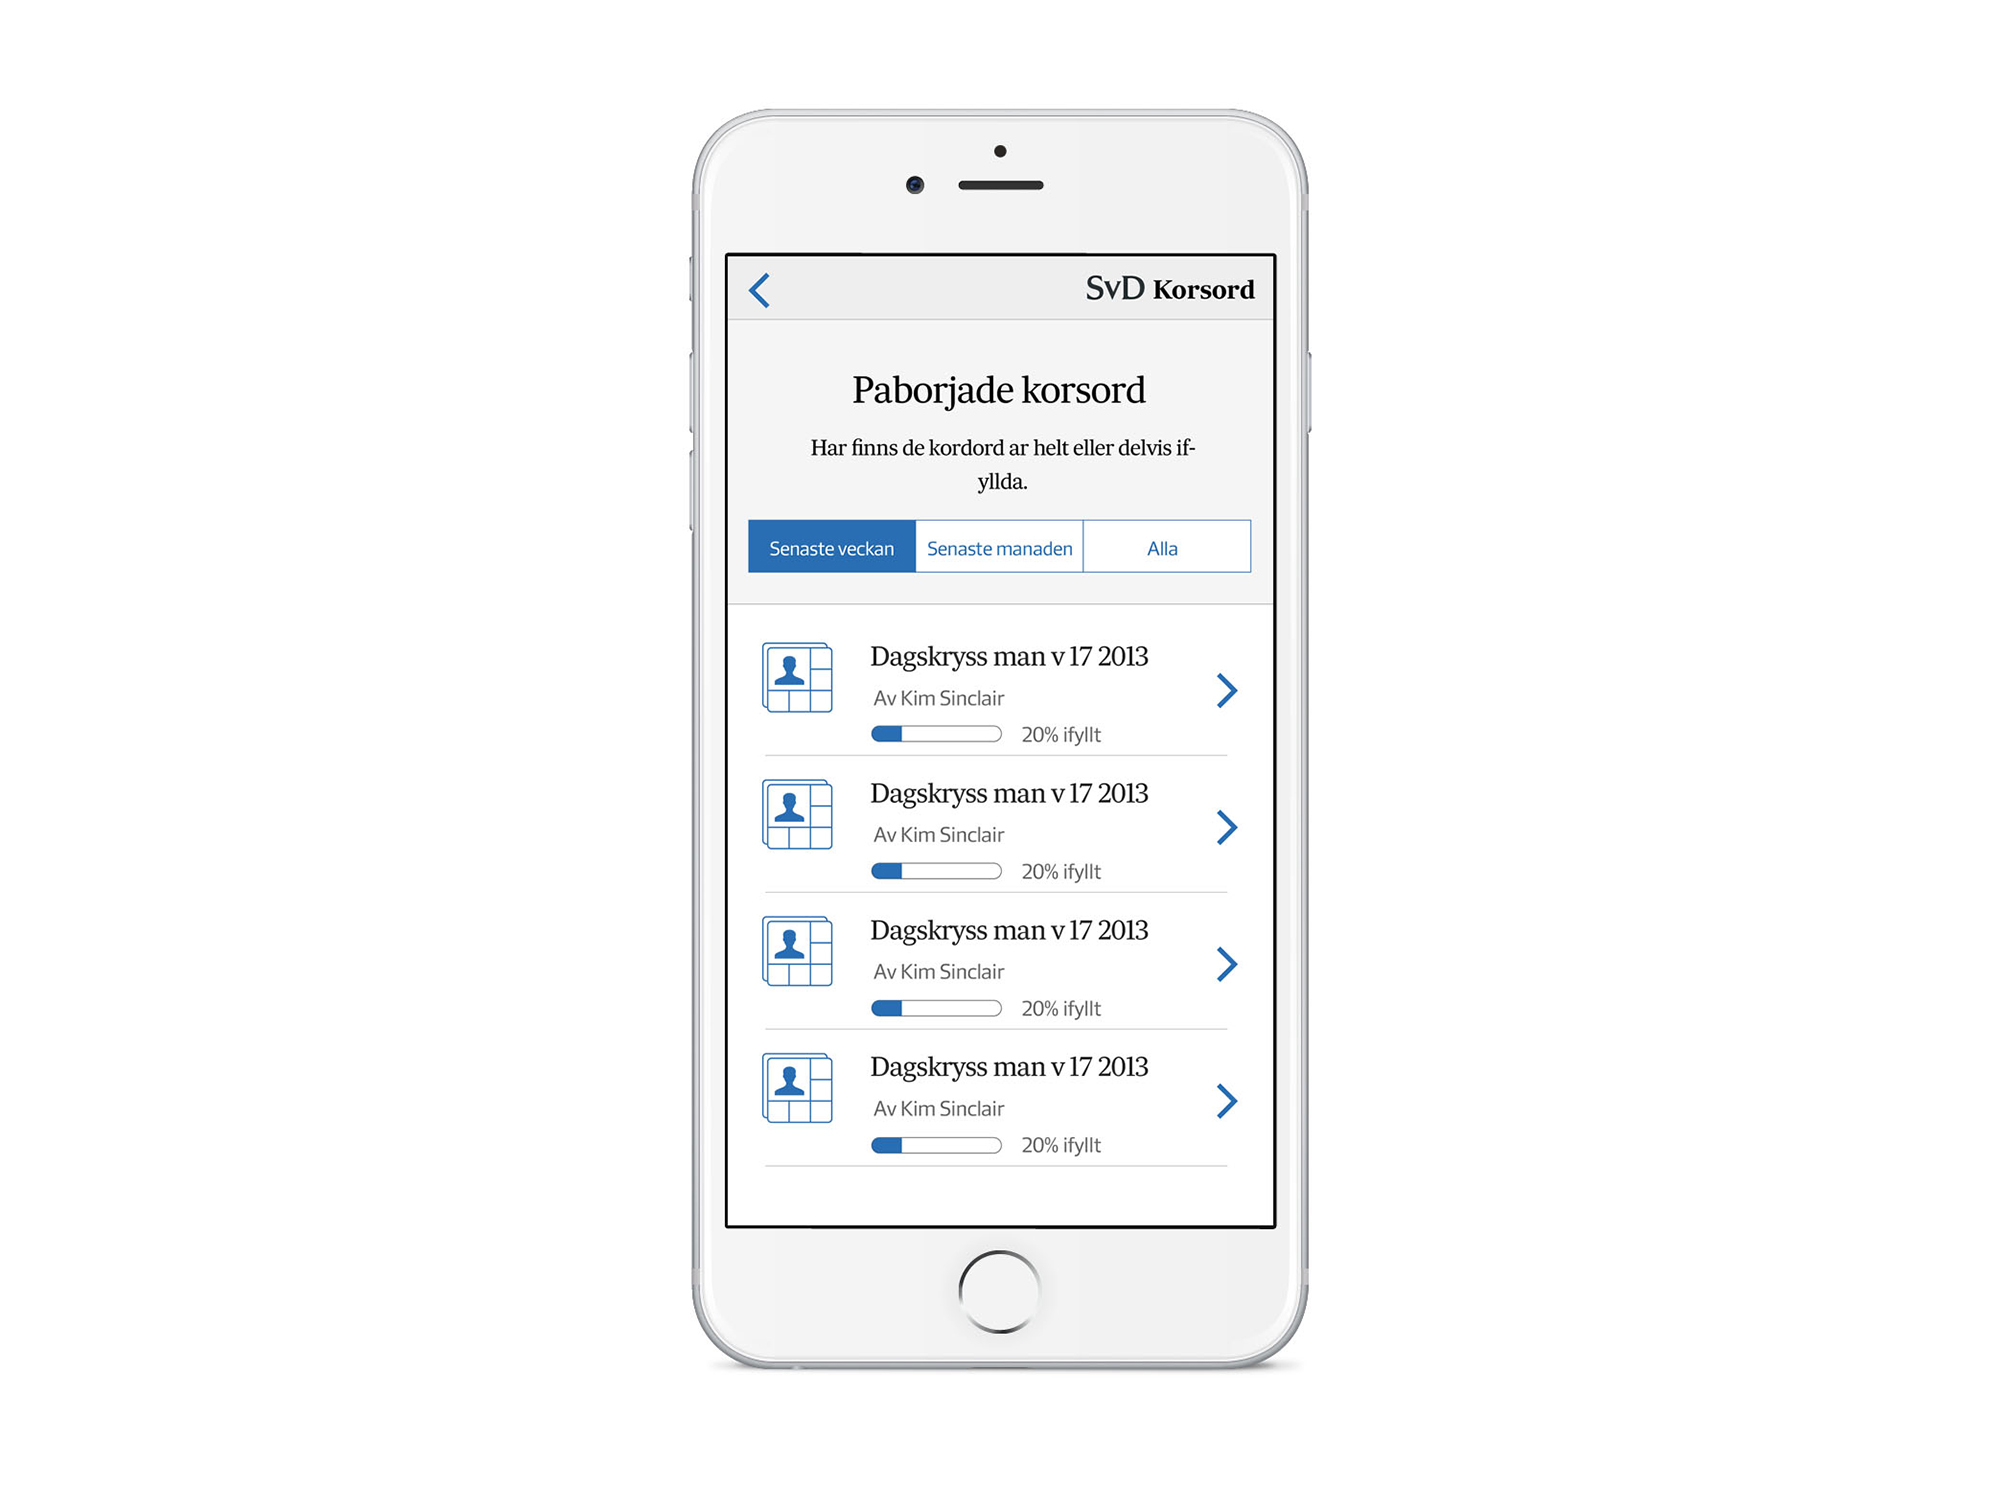 SvD Korsord
Paborjade korsord
Har finns de kordord ar helt eller delvis if-
yllda.
Senaste veckan Senaste manaden Alla
Dagskryss man v 17 2013
Av Kim Sinclair
20% ifyllt
Dagskryss man v 17 2013
Av Kim Sinclair
20% ifyllt
Dagskryss man v 17 2013
Av Kim Sinclair
20% ifyllt
Dagskryss man v 17 2013
Av Kim Sinclair
20% ifyllt